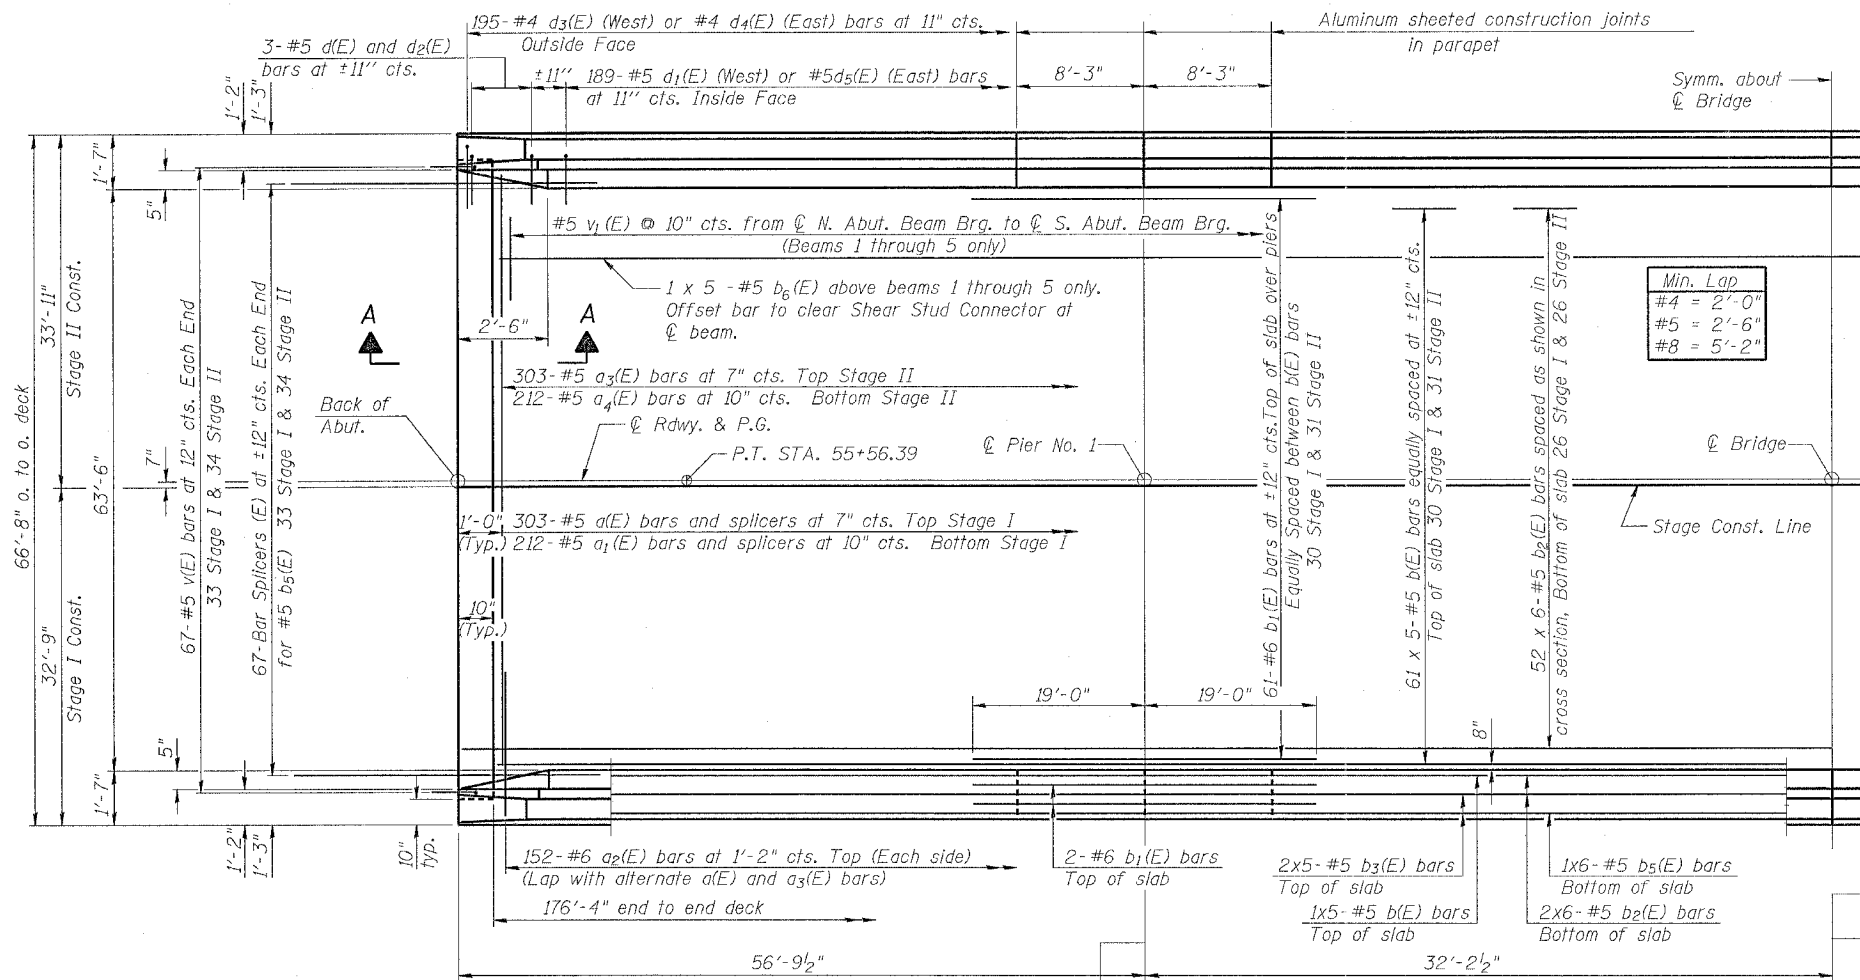 195-#4 d3(E) (West) or #4 d4(E) (East) bars at 11" cts.
Outside Face
Aluminum sheeted construction joints
in parapet
3-#5 d(E) and d2(E)
bars at ±11'' cts.
±11''
189-#5 d1(E) (West) or #5d5(E) (East) bars
at 11'' cts. Inside Face
8'-3"
8'-3"
Symm. about
℄ Bridge
1'-2"
1'-3"
1'-7"
5"
#5 v1(E) @ 10" cts. from ℄ N. Abut. Beam Brg. to ℄ S. Abut. Beam Brg.
(Beams 1 through 5 only)
1 x 5 -#5 b6(E) above beams 1 through 5 only.
Offset bar to clear Shear Stud Connector at
℄ beam.
Min. Lap
#4 = 2'-0"
#5 = 2'-6"
#8 = 5'-2"
A
A
2'-6"
303-#5 a3(E) bars at 7" cts. Top Stage II
212-#5 a4(E) bars at 10" cts. Bottom Stage II
Back of
Abut.
℄ Rdwy. & P.G.
P.T. STA. 55+56.39
℄ Pier No. 1
℄ Bridge
Stage Const. Line
66'-8" o. to o. deck
33'-11"
Stage II Const.
32'-9"
Stage I Const.
7"
63'-6"
67-#5 v(E) bars at 12" cts. Each End
33 Stage I & 34 Stage II
67-Bar Splicers (E) at ±12" cts. Each End
for #5 b5(E) 33 Stage I & 34 Stage II
61-#6 b1(E) bars at ±12" cts. Top of slab over piers
Equally Spaced between b(E) bars
30 Stage I & 31 Stage II
61 x 5-#5 b(E) bars equally spaced at ±12" cts.
Top of slab 30 Stage I & 31 Stage II
52 x 6-#5 b2(E) bars spaced as shown in
cross section, Bottom of slab 26 Stage I & 26 Stage II
1'-0"
(Typ.)
303-#5 a(E) bars and splicers at 7" cts. Top Stage I
212-#5 a1(E) bars and splicers at 10" cts. Bottom Stage I
10"
(Typ.)
19'-0"
19'-0"
8"
5"
1'-7"
1'-2"
1'-3"
10"
typ.
152-#6 a2(E) bars at 1'-2" cts. Top (Each side)
(Lap with alternate a(E) and a3(E) bars)
176'-4" end to end deck
2-#6 b1(E) bars
Top of slab
2x5-#5 b3(E) bars
Top of slab
1x5-#5 b(E) bars
Top of slab
1x6-#5 b5(E) bars
Bottom of slab
2x6-#5 b2(E) bars
Bottom of slab
56'-9½"
32'-2½"